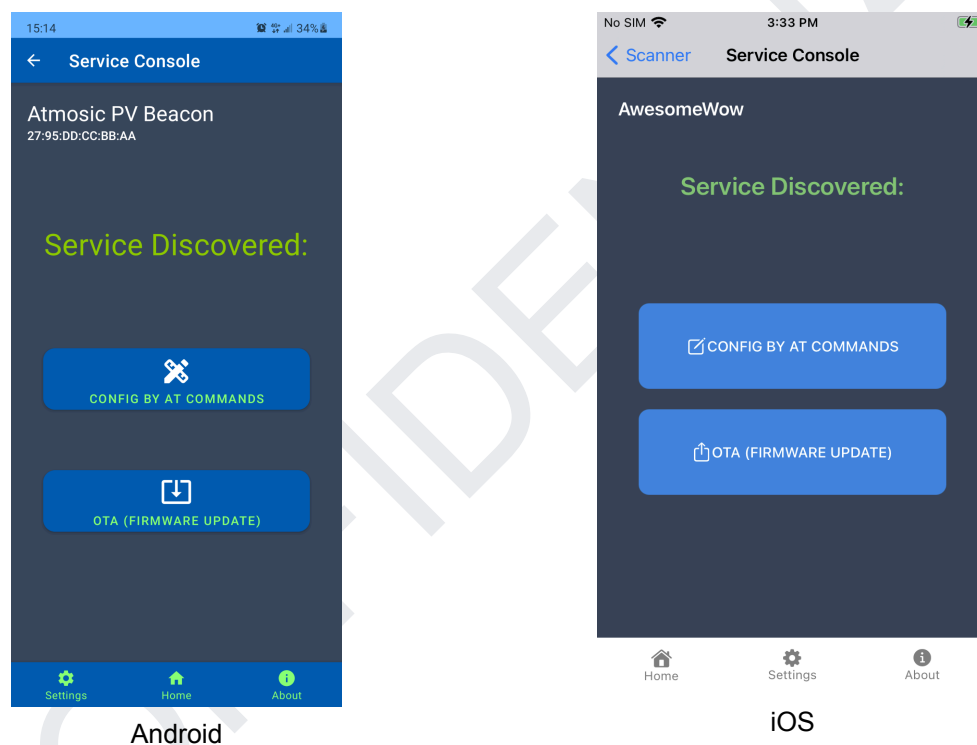 15:14
34%
Service Console
Atmosic PV Beacon
27:95:DD:CC:BB:AA
Service Discovered:
CONFIG BY AT COMMANDS
OTA (FIRMWARE UPDATE)
Settings
Home
About
Android
No SIM
3:33 PM
Scanner
Service Console
AwesomeWow
Service Discovered:
CONFIG BY AT COMMANDS
OTA (FIRMWARE UPDATE)
Home
Settings
About
iOS